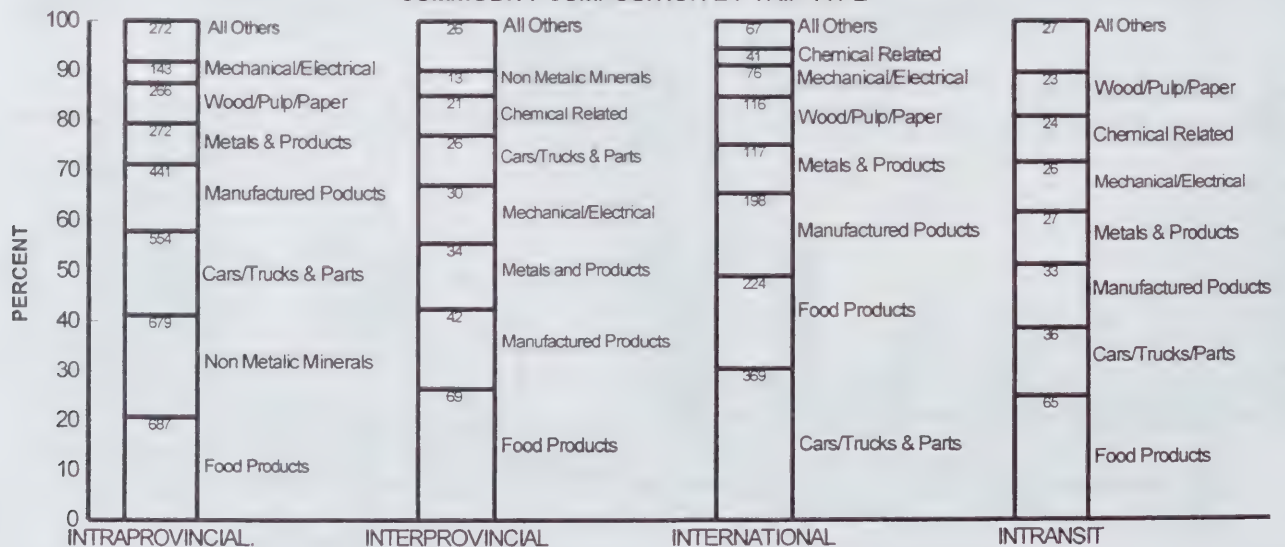 PERCENT
100
90
80
70
60
50
40
30
20
10
0
272 All Others
143 Mechanical/Electrical
266 Wood/Pulp/Paper
272 Metals & Products
441 Manufactured Poducts
554 Cars/Trucks & Parts
679 Non Metalic Minerals
687 Food Products
INTRAPROVINCIAL.
26 All Others
13 Non Metalic Minerals
21 Chemical Related
26 Cars/Trucks & Parts
30 Mechanical/Electrical
34 Metals and Products
42 Manufactured Products
69 Food Products
INTERPROVINCIAL
67 All Others
41 Chemical Related
76 Mechanical/Electrical
116 Wood/Pulp/Paper
117 Metals & Products
198 Manufactured Poducts
224 Food Products
369 Cars/Trucks & Parts
INTERNATIONAL
27 All Others
23 Wood/Pulp/Paper
24 Chemical Related
26 Mechanical/Electrical
27 Metals & Products
33 Manufactured Poducts
36 Cars/Trucks/Parts
65 Food Products
INTRANSIT